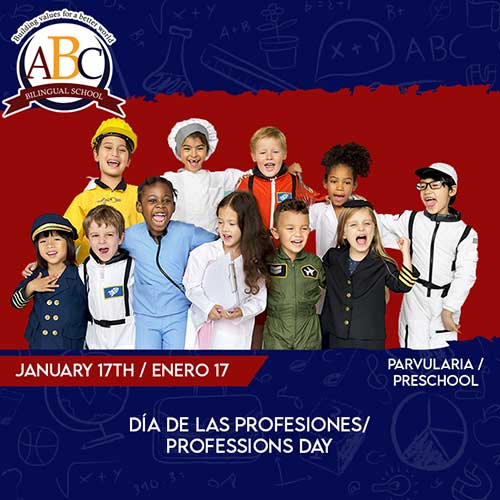 Building values for a better world
ABC
BILINGUAL SCHOOL
x + y
ABC
JANUARY 17TH / ENERO 17
PARVULARIA /
PRESCHOOL
DÍA DE LAS PROFESIONES/
PROFESSIONS DAY